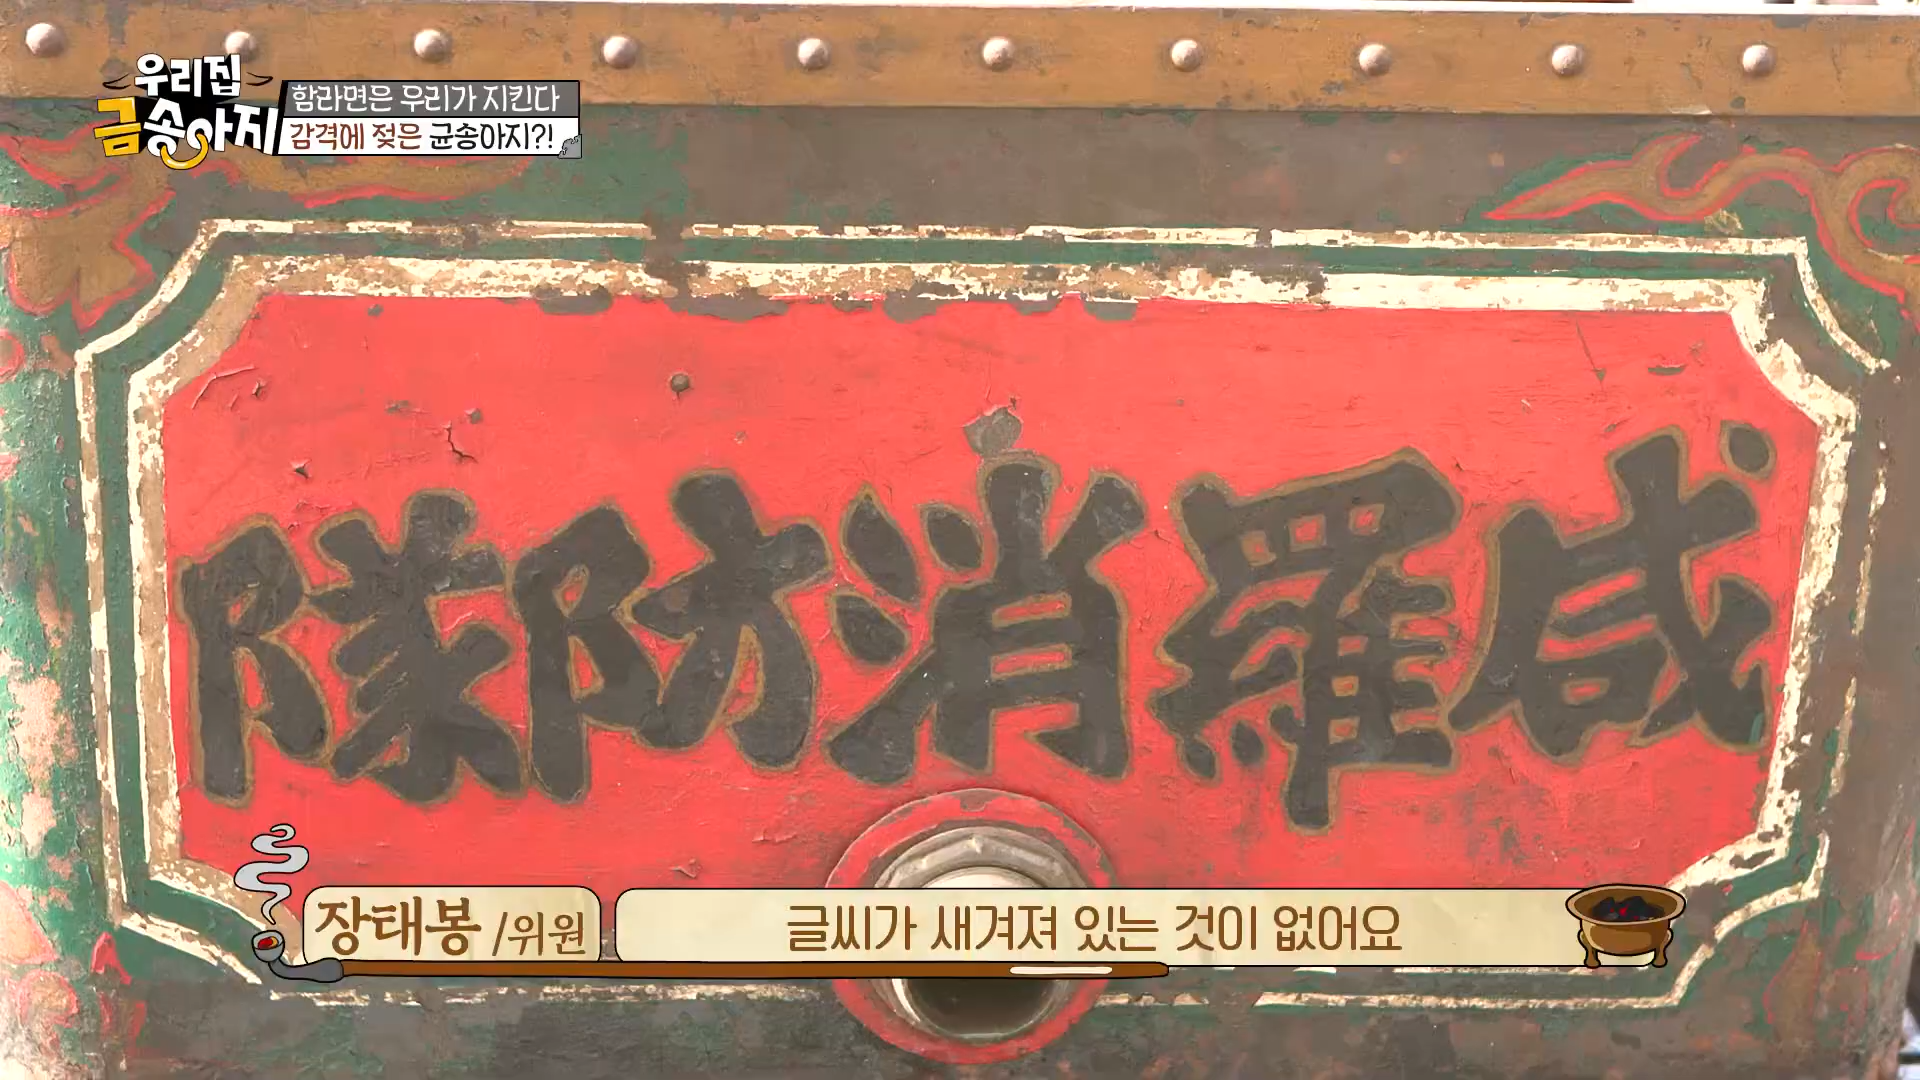 우리집
금송아지
함라면은 우리가 지킨다
감격에 젖은 균송아지?!
咸羅消防隊
장태봉 /위원
글씨가 새겨져 있는 것이 없어요